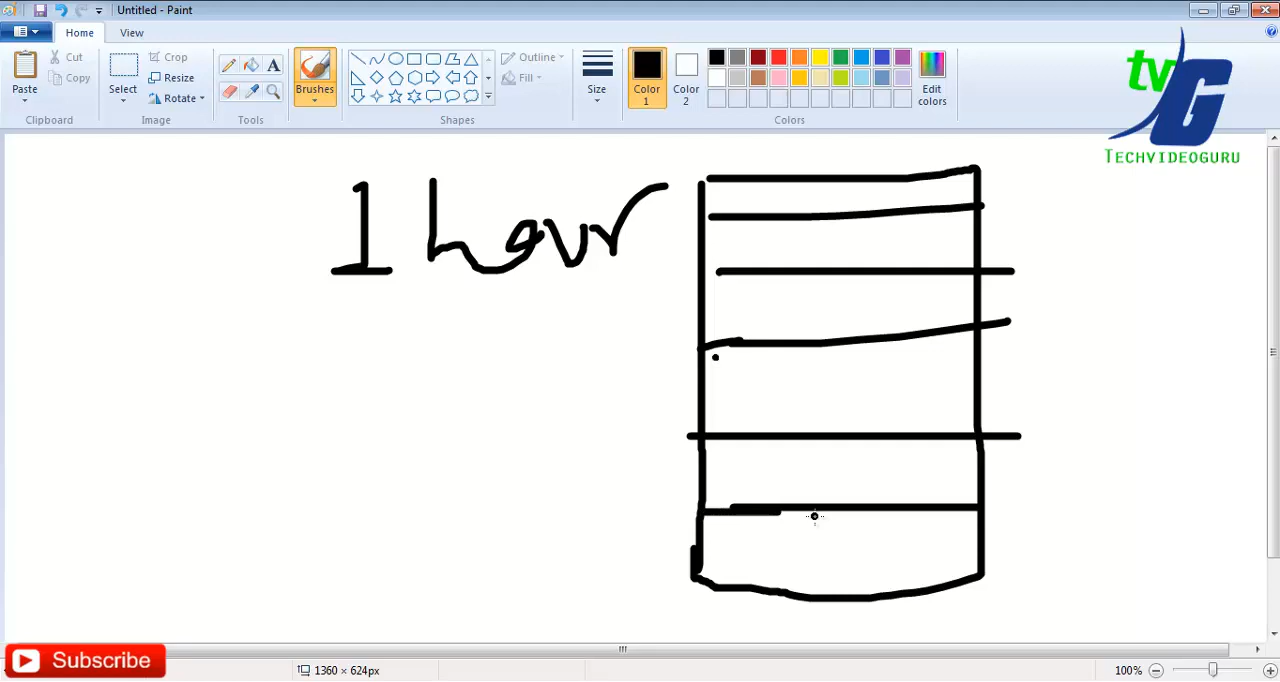 Untitled - Paint
Home
View
Paste
Cut
Copy
Clipboard
Select
Crop
Resize
Rotate
Image
Tools
Brushes
Outline
Fill
Shapes
Size
Color 1
Color 2
Edit colors
Colors
tv G
TECHVIDEOGURU
1 hour
Subscribe
1360 × 624px
100%